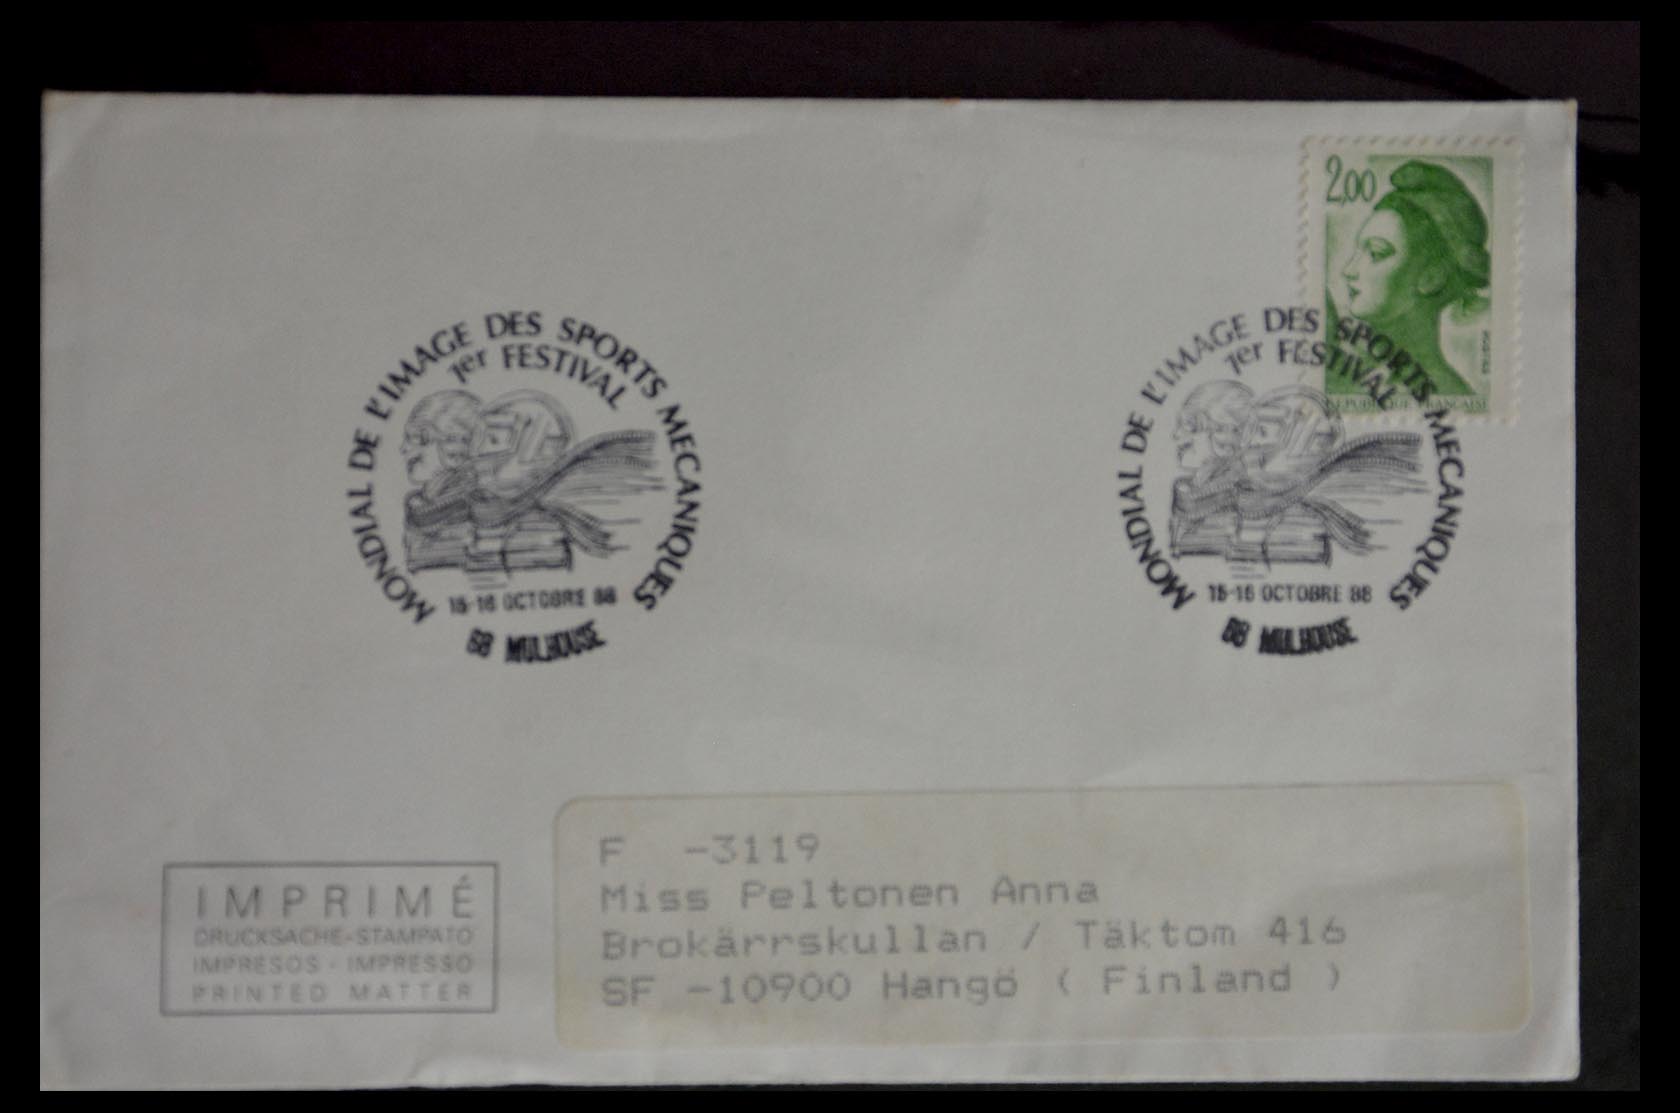 2,00
REPUBLIQUE FRANÇAISE
MONDIAL DE L'IMAGE DES SPORTS MECANIQUES
1er FESTIVAL
15-16 OCTOBRE 88
68 MULHOUSE
MONDIAL DE L'IMAGE DES SPORTS MECANIQUES
1er FESTIVAL
15-16 OCTOBRE 88
68 MULHOUSE
IMPRIMÉ
DRUCKSACHE-STAMPATO
IMPRESOS - IMPRESSO
PRINTED MATTER
F -3119
Miss Peltonen Anna
Brokärrskullan / Täktom 416
SF -10900 Hangö ( Finland )